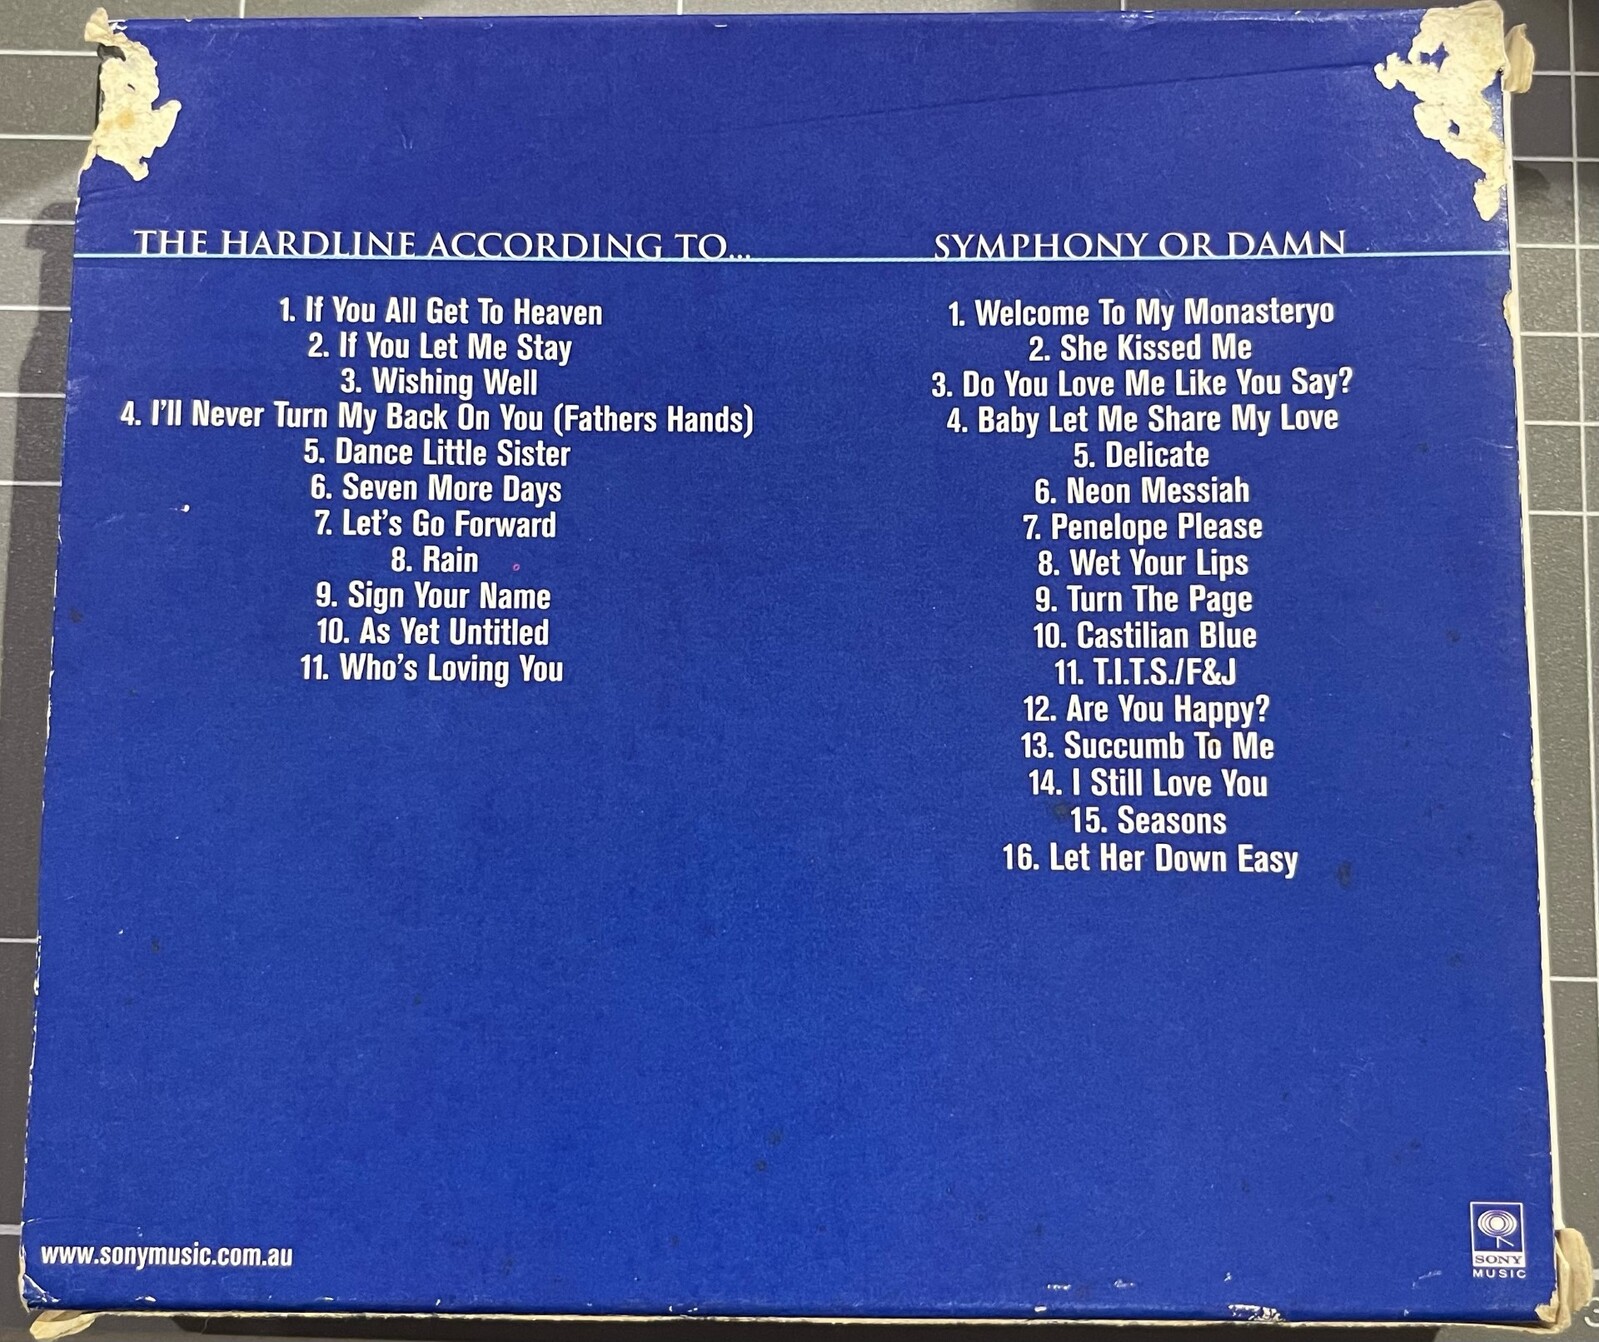 THE HARDLINE ACCORDING TO...
1. If You All Get To Heaven
2. If You Let Me Stay
3. Wishing Well
4. I'll Never Turn My Back On You (Fathers Hands)
5. Dance Little Sister
6. Seven More Days
7. Let's Go Forward
8. Rain
9. Sign Your Name
10. As Yet Untitled
11. Who's Loving You
SYMPHONY OR DAMN
1. Welcome To My Monasteryo
2. She Kissed Me
3. Do You Love Me Like You Say?
4. Baby Let Me Share My Love
5. Delicate
6. Neon Messiah
7. Penelope Please
8. Wet Your Lips
9. Turn The Page
10. Castilian Blue
11. T.I.T.S./F&J
12. Are You Happy?
13. Succumb To Me
14. I Still Love You
15. Seasons
16. Let Her Down Easy
www.sonymusic.com.au
SONY
MUSIC